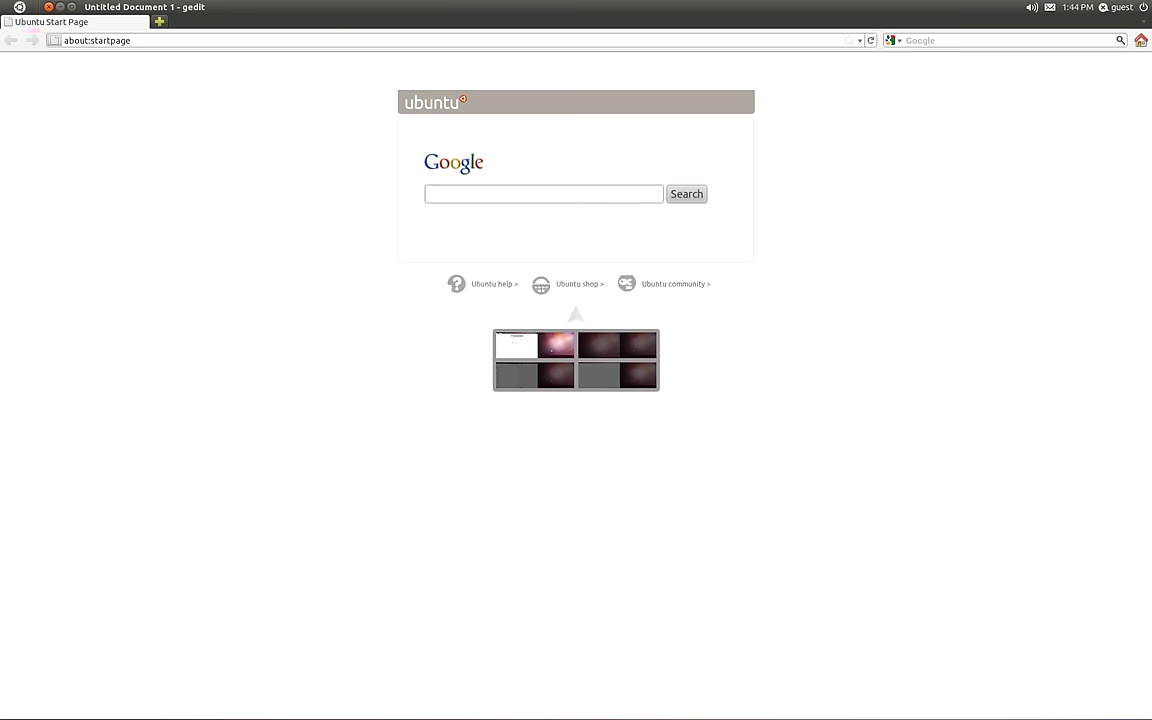 Untitled Document 1 - gedit
1:44 PM guest
Ubuntu Start Page
about:startpage
Google
ubuntu
Google
Search
Ubuntu help >
Ubuntu shop >
Ubuntu community >